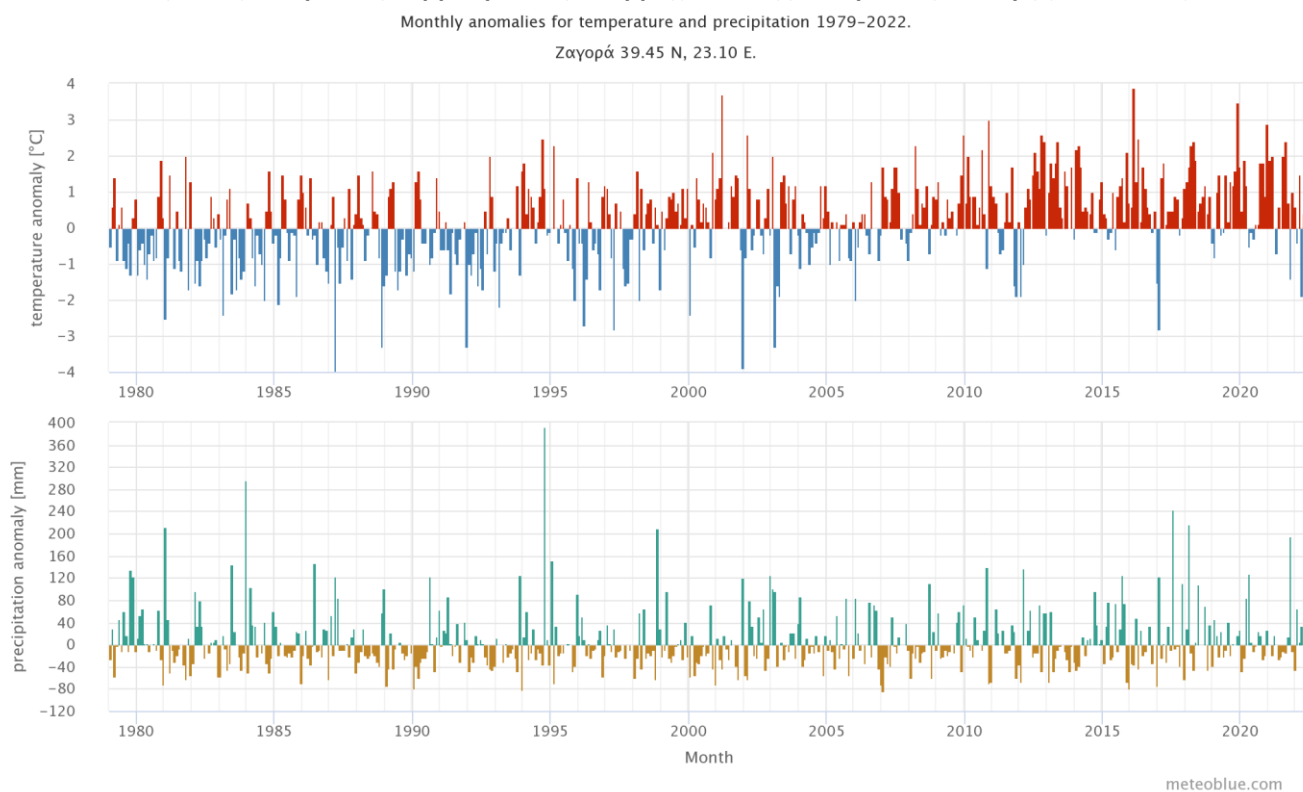 Monthly anomalies for temperature and precipitation 1979-2022.
Ζαγορά 39.45 N, 23.10 E.
temperature anomaly [°C]
4
3
2
1
0
−1
−2
−3
−4
1980 1985 1990 1995 2000 2005 2010 2015 2020
precipitation anomaly [mm]
400
360
320
280
240
200
160
120
80
40
0
−40
−80
−120
1980 1985 1990 1995 2000 2005 2010 2015 2020
Month
meteoblue.com